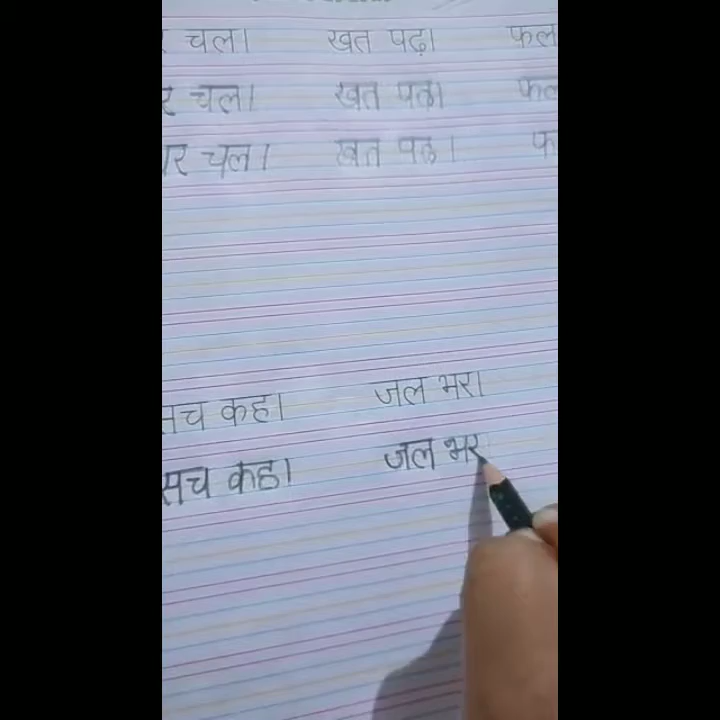 चल। खत पढ़। फल
चल। खत पढ।
चल। खत पढ।
सच कह। जल भर।
सच कह। जल भर